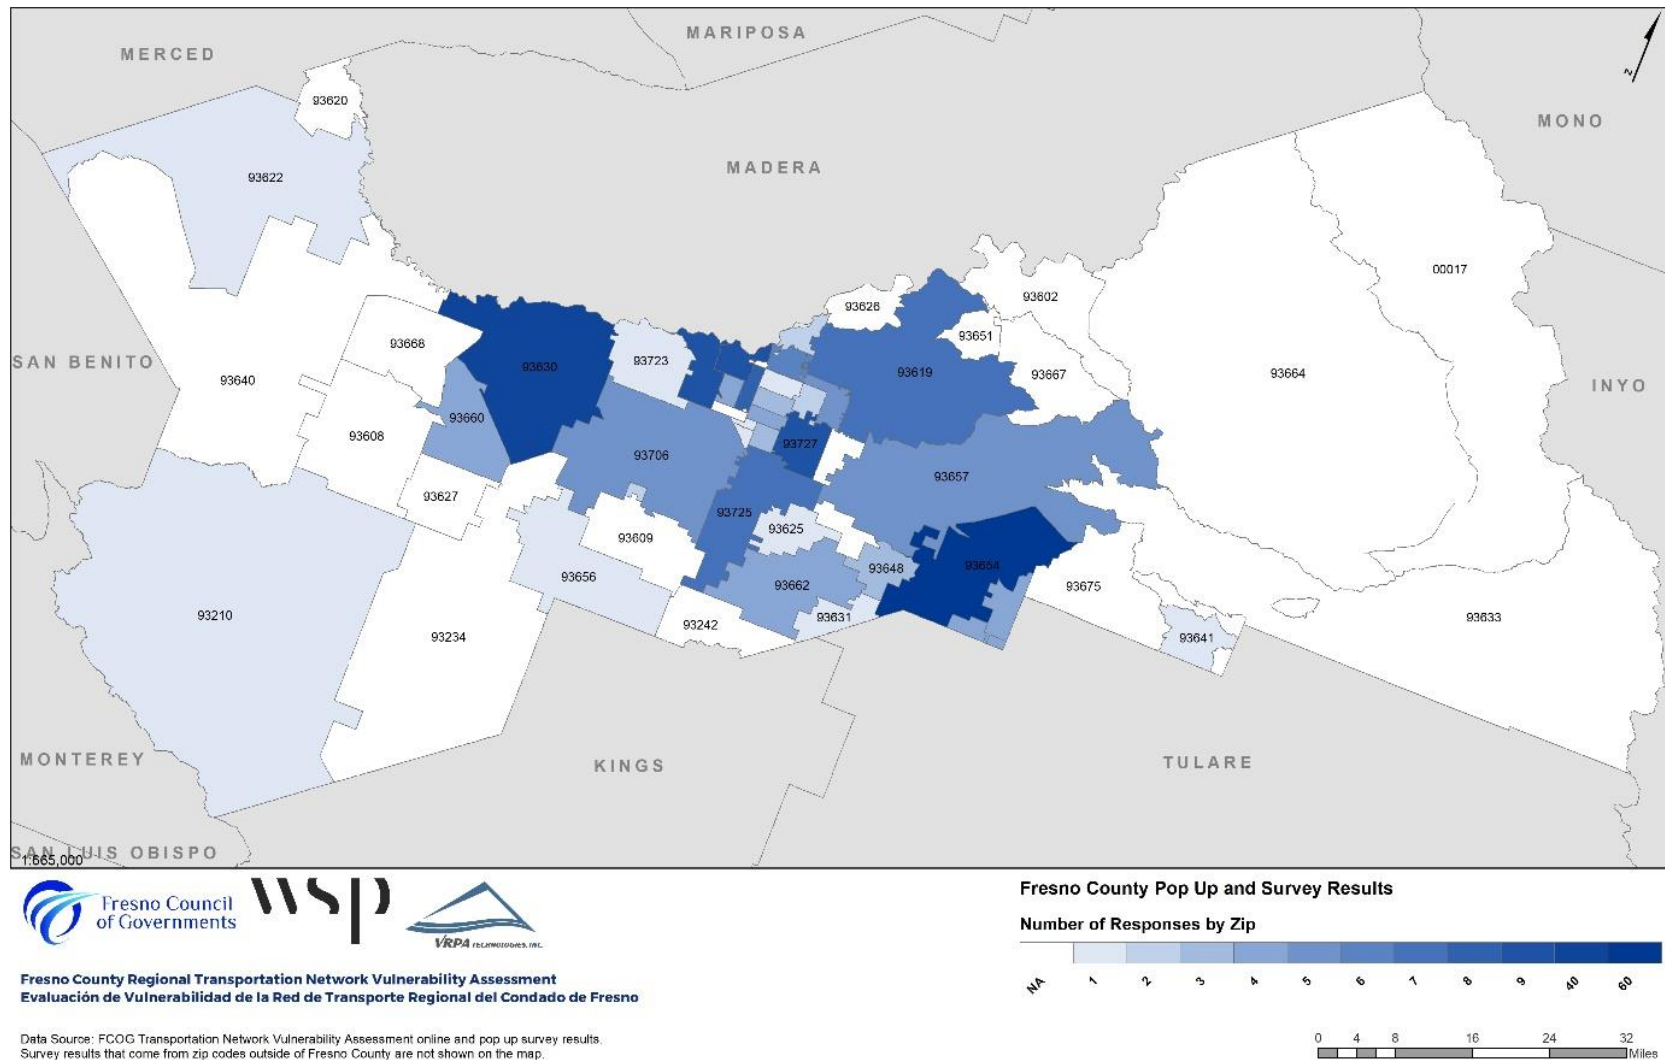 MARIPOSA
MERCED
93620
MONO
MADERA
93622
00017
93626
93602
93651
93668
93630
93723
SAN BENITO
93640
93619
93667
93664
INYO
93660
93608
93727
93706
93657
93627
93725
93625
93609
93648
93654
93656
93662
93675
93210
93631
93633
93242
93234
93641
MONTEREY
KINGS
TULARE
SAN LUIS OBISPO
1:665,000
Z
Fresno Council
of Governments
wsp
VRPA TECHNOLOGIES, INC.
Fresno County Pop Up and Survey Results
Number of Responses by Zip
NA 1 2 3 4 5 6 7 8 9 40 60
Fresno County Regional Transportation Network Vulnerability Assessment
Evaluación de Vulnerabilidad de la Red de Transporte Regional del Condado de Fresno
Data Source: FCOG Transportation Network Vulnerability Assessment online and pop up survey results.
Survey results that come from zip codes outside of Fresno County are not shown on the map.
0 4 8 16 24 32
Miles